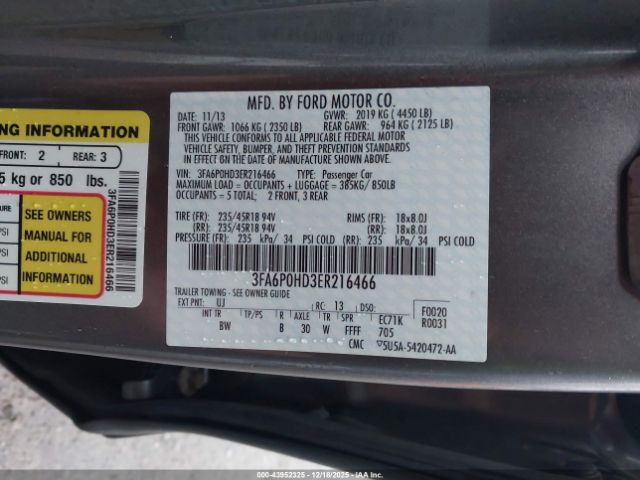 NG INFORMATION
FRONT: 2 REAR: 3
5 kg or 850 lbs.
SEE OWNERS
MANUAL FOR
ADDITIONAL
INFORMATION
PSI
PSI
PSI
3FA6P0HD3ER216466
MFD. BY FORD MOTOR CO.
DATE: 11/13 GVWR: 2019 KG ( 4450 LB)
FRONT GAWR: 1066 KG ( 2350 LB) REAR GAWR: 964 KG ( 2125 LB)
THIS VEHICLE CONFORMS TO ALL APPLICABLE FEDERAL MOTOR
VEHICLE SAFETY, BUMPER, AND THEFT PREVENTION STANDARDS
IN EFFECT ON THE DATE OF MANUFACTURE SHOWN ABOVE.
VIN: 3FA6P0HD3ER216466 TYPE: Passenger Car
MAXIMUM LOAD = OCCUPANTS + LUGGAGE = 385KG/850LB
OCCUPANTS = 5 TOTAL: 2 FRONT, 3 REAR
TIRE (FR): 235/45R18 94V RIMS (FR): 18x8.0J
(RR): 235/45R18 94V (RR): 18x8.0J
PRESSURE (FR): 235 kPa/ 34 PSI COLD (RR): 235 kPa/ 34 PSI COLD
3FA6P0HD3ER216466
TRAILER TOWING - SEE OWNER GUIDE
EXT PNT: UJ RC: 13 DSO: F0020
INT TR TP/PS R AXLE TR SPR EC71K R0031
BW B 30 W FFFF 705
CMC 5U5A-5420472-AA
000-43952325 - 12/18/2025 - IAAI.COM